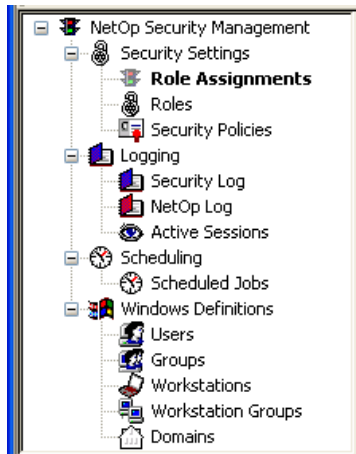 NetOp Security Management
Security Settings
Role Assignments
Roles
Security Policies
Logging
Security Log
NetOp Log
Active Sessions
Scheduling
Scheduled Jobs
Windows Definitions
Users
Groups
Workstations
Workstation Groups
Domains